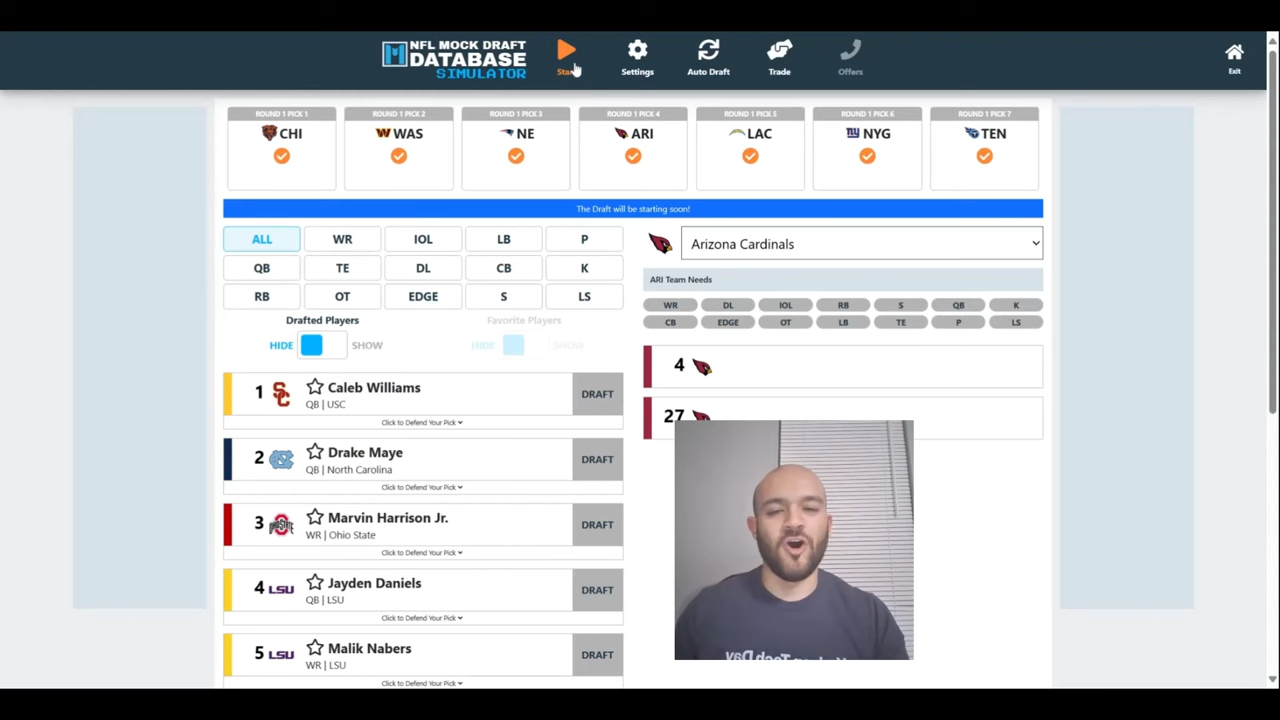 NFL MOCK DRAFT
DATABASE
SIMULATOR
Settings
Auto Draft
Trade
Offers
Exit
ROUND 1 PICK 1
CHI
ROUND 1 PICK 2
WAS
ROUND 1 PICK 3
NE
ROUND 1 PICK 4
ARI
ROUND 1 PICK 5
LAC
ROUND 1 PICK 6
NYG
ROUND 1 PICK 7
TEN
The Draft will be starting soon!
ALL WR IOL LB P
QB TE DL CB K
RB OT EDGE S LS
Drafted Players
HIDE SHOW
Favorite Players
HIDE SHOW
1 SC Caleb Williams
QB | USC
DRAFT
Click to Defend Your Pick
2 Drake Maye
QB | North Carolina
DRAFT
Click to Defend Your Pick
3 Marvin Harrison Jr.
WR | Ohio State
DRAFT
Click to Defend Your Pick
4 LSU Jayden Daniels
QB | LSU
DRAFT
Click to Defend Your Pick
5 LSU Malik Nabers
WR | LSU
DRAFT
Click to Defend Your Pick
Arizona Cardinals
ARI Team Needs
WR DL IOL RB S QB K
CB EDGE OT LB TE P LS
4
27
Tech Day